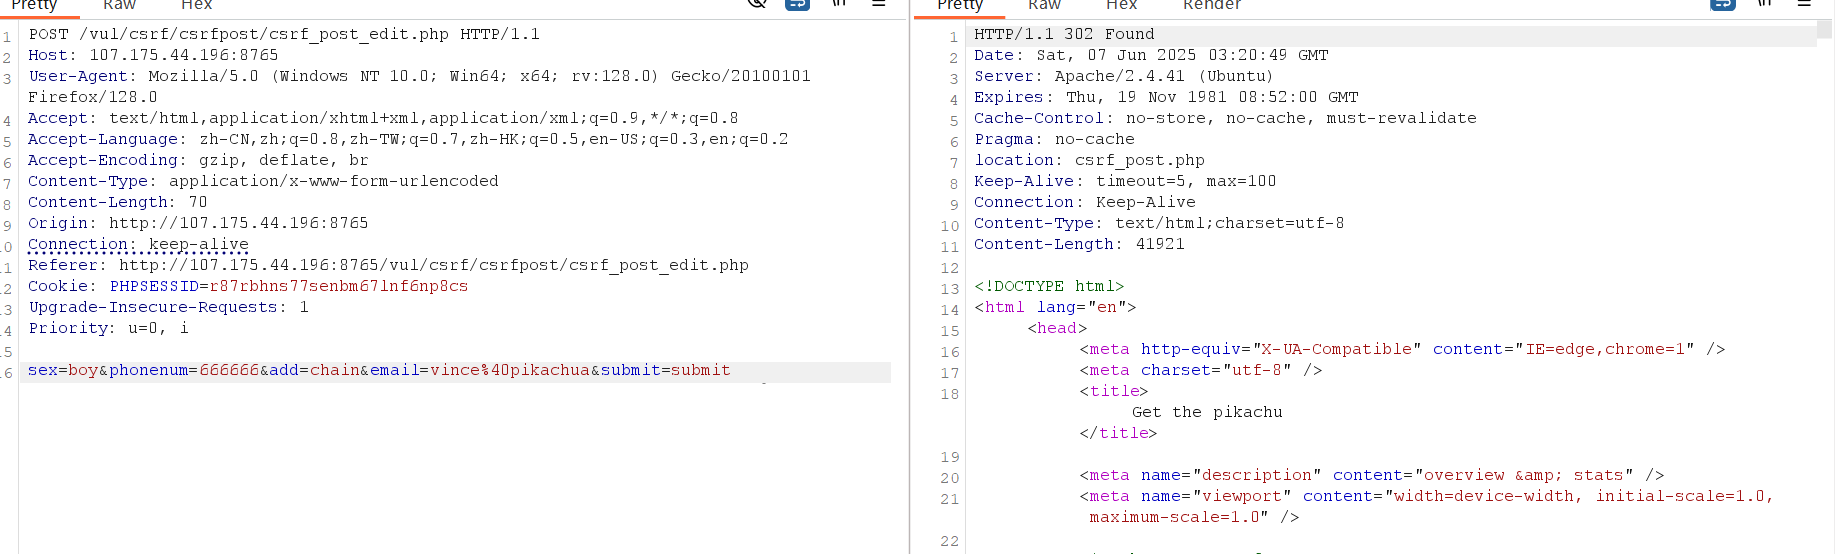 Pretty Raw Hex
1 POST /vul/csrf/csrfpost/csrf_post_edit.php HTTP/1.1
2 Host: 107.175.44.196:8765
3 User-Agent: Mozilla/5.0 (Windows NT 10.0; Win64; x64; rv:128.0) Gecko/20100101
Firefox/128.0
4 Accept: text/html,application/xhtml+xml,application/xml;q=0.9,*/*;q=0.8
5 Accept-Language: zh-CN,zh;q=0.8,zh-TW;q=0.7,zh-HK;q=0.5,en-US;q=0.3,en;q=0.2
6 Accept-Encoding: gzip, deflate, br
7 Content-Type: application/x-www-form-urlencoded
8 Content-Length: 70
9 Origin: http://107.175.44.196:8765
0 Connection: keep-alive
1 Referer: http://107.175.44.196:8765/vul/csrf/csrfpost/csrf_post_edit.php
2 Cookie: PHPSESSID=r87rbhns77senbm67lnf6np8cs
3 Upgrade-Insecure-Requests: 1
4 Priority: u=0, i
5
6 sex=boy&phonenum=666666&add=chain&email=vince%40pikachua&submit=submit
Pretty Raw Hex Render
\n
1 HTTP/1.1 302 Found
2 Date: Sat, 07 Jun 2025 03:20:49 GMT
3 Server: Apache/2.4.41 (Ubuntu)
4 Expires: Thu, 19 Nov 1981 08:52:00 GMT
5 Cache-Control: no-store, no-cache, must-revalidate
6 Pragma: no-cache
7 location: csrf_post.php
8 Keep-Alive: timeout=5, max=100
9 Connection: Keep-Alive
10 Content-Type: text/html;charset=utf-8
11 Content-Length: 41921
12
13 <!DOCTYPE html>
14 <html lang="en">
15 <head>
16 <meta http-equiv="X-UA-Compatible" content="IE=edge,chrome=1" />
17 <meta charset="utf-8" />
18 <title>
Get the pikachu
</title>
19
20 <meta name="description" content="overview &amp; stats" />
21 <meta name="viewport" content="width=device-width, initial-scale=1.0,
maximum-scale=1.0" />
22